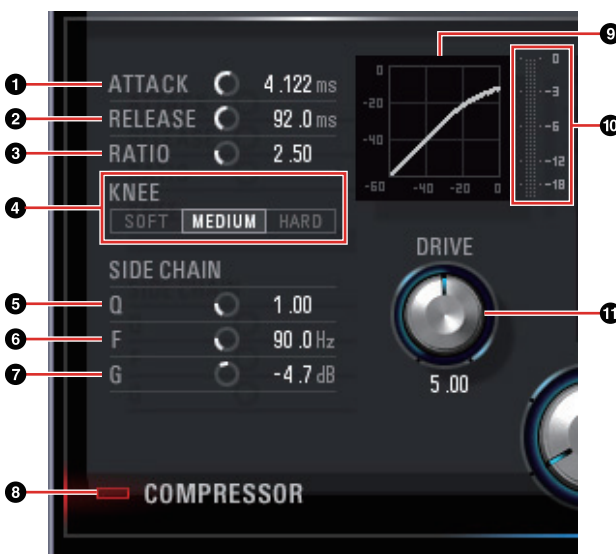 1 ATTACK 4.122 ms
2 RELEASE 92.0 ms
3 RATIO 2.50
4 KNEE
SOFT MEDIUM HARD
SIDE CHAIN
5 Q 1.00
6 F 90.0 Hz
7 G -4.7 dB
8 COMPRESSOR
9
0
-20
-40
-60 -40 -20 0
10
0
-3
-6
-12
-18
DRIVE
11
5.00